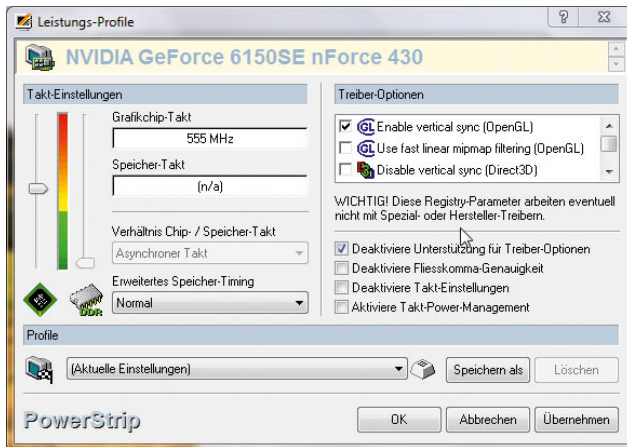 Leistungs-Profile
NVIDIA GeForce 6150SE nForce 430
Takt-Einstellungen
Grafikchip-Takt
555 MHz
Speicher-Takt
(n/a)
Verhältnis Chip- / Speicher-Takt
Asynchroner Takt
Erweitertes Speicher-Timing
Normal
DDR
Treiber-Optionen
GL Enable vertical sync (OpenGL)
GL Use fast linear mipmap filtering (OpenGL)
Disable vertical sync (Direct3D)
WICHTIG! Diese Registry-Parameter arbeiten eventuell
nicht mit Spezial- oder Hersteller-Treibern.
Deaktiviere Unterstützung für Treiber-Optionen
Deaktiviere Fliesskomma-Genauigkeit
Deaktiviere Takt-Einstellungen
Aktiviere Takt-Power-Management
Profile
(Aktuelle Einstellungen)
Speichern als
Löschen
PowerStrip
OK
Abbrechen
Übernehmen